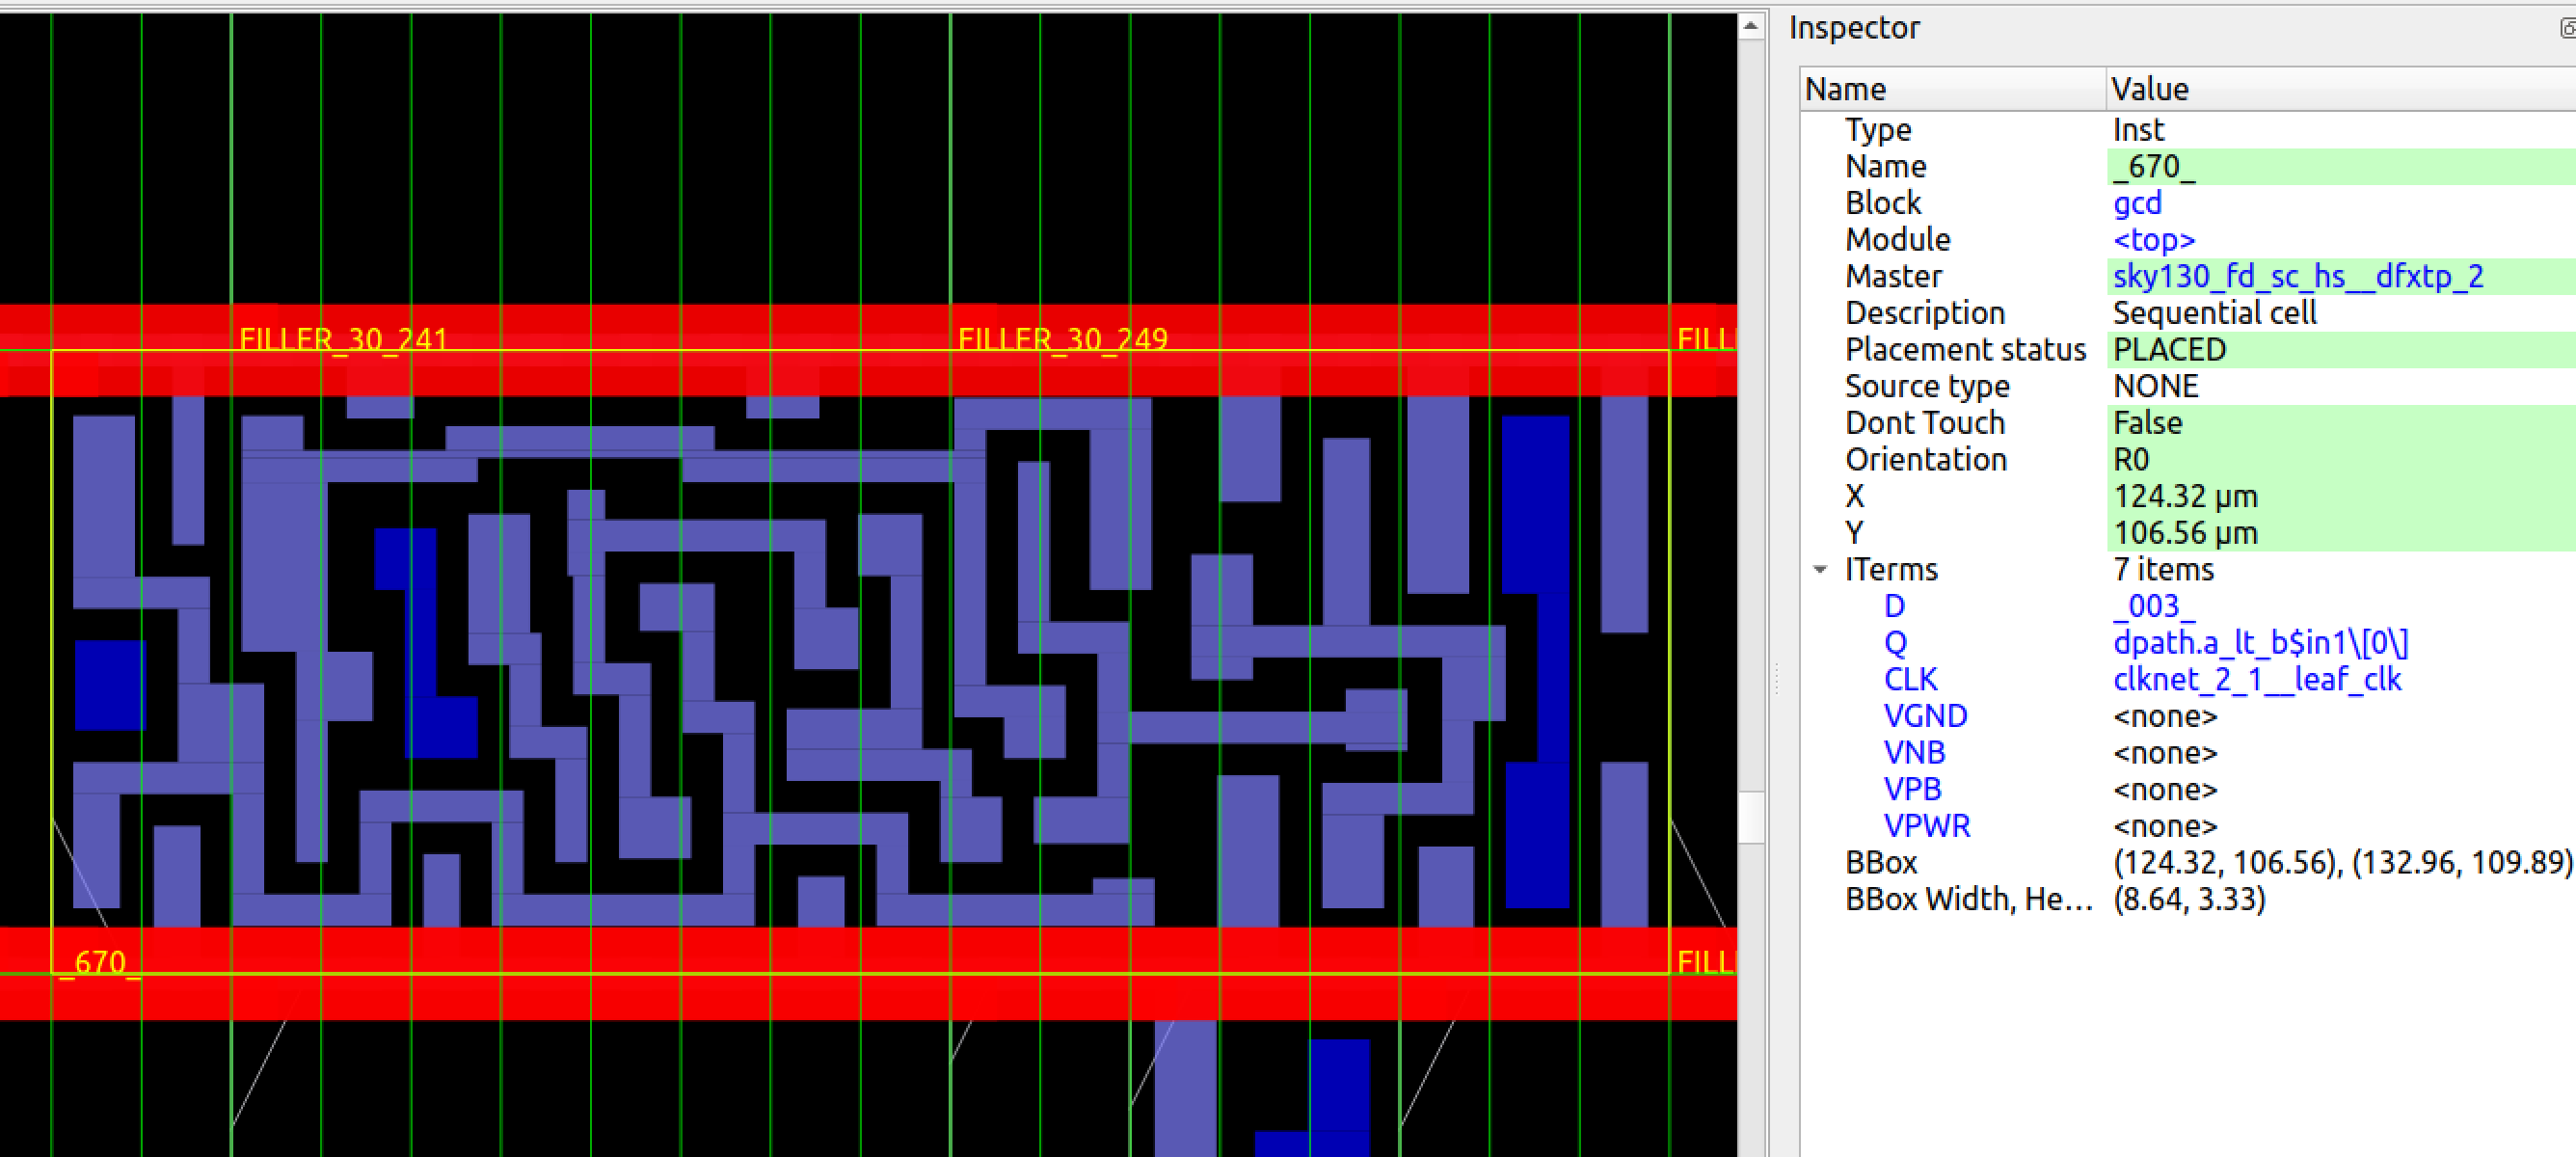 Inspector
Name Value
Type Inst
Name _670_
Block gcd
Module <top>
Master sky130_fd_sc_hs__dfxtp_2
Description Sequential cell
Placement status PLACED
Source type NONE
Dont Touch False
Orientation R0
X 124.32 µm
Y 106.56 µm
ITerms 7 items
D _003_
Q dpath.a_lt_b$in1\[0\]
CLK clknet_2_1__leaf_clk
VGND <none>
VNB <none>
VPB <none>
VPWR <none>
BBox (124.32, 106.56), (132.96, 109.89)
BBox Width, He... (8.64, 3.33)
FILLER_30_241 FILLER_30_249 FILL
_670_ FILL